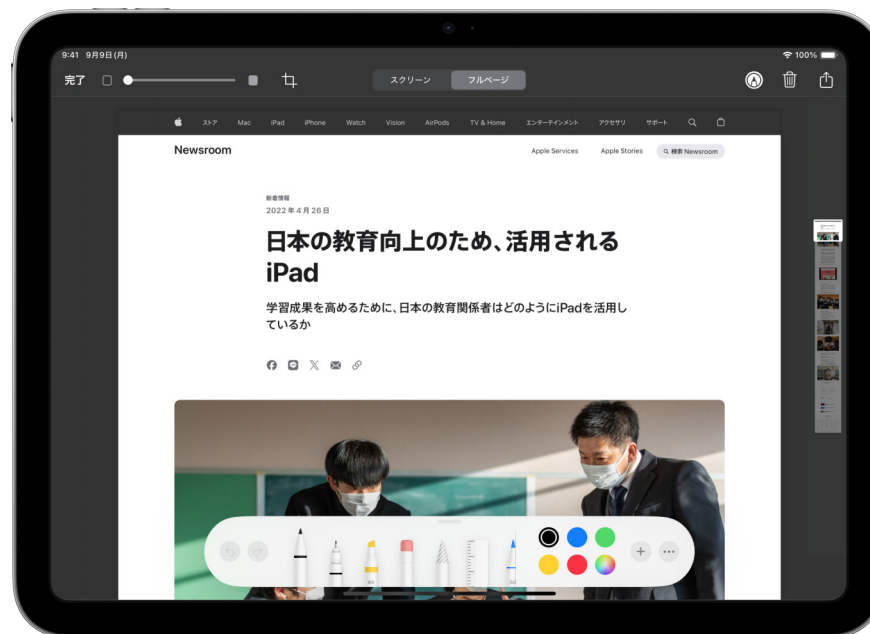 9:41 9月9日(月)
100%
完了
スクリーン
フルページ
ストア Mac iPad iPhone Watch Vision AirPods TV & Home エンターテインメント アクセサリ サポート
Newsroom
Apple Services Apple Stories 検索 Newsroom
新着情報
2022 年 4 月 26 日
日本の教育向上のため、活用される
iPad
学習成果を高めるために、日本の教育関係者はどのようにiPadを活用し
ているか
80
50